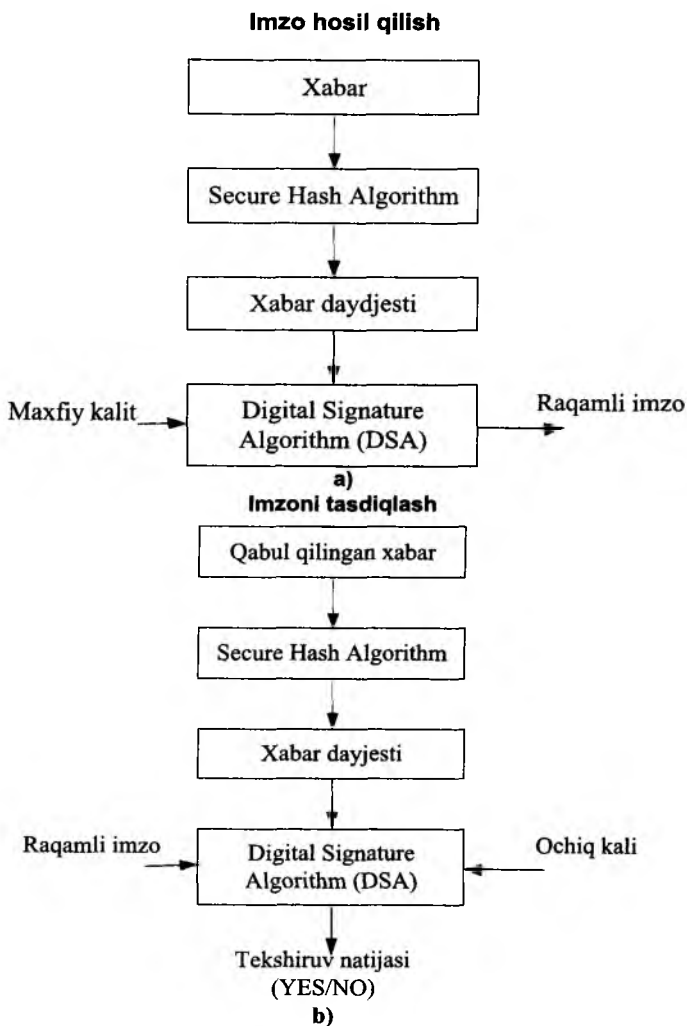 Imzo hosil qilish
Xabar
Secure Hash Algorithm
Xabar daydjesti
Maxfiy kalit
Digital Signature
Algorithm (DSA)
Raqamli imzo
a)
Imzoni tasdiqlash
Qabul qilingan xabar
Secure Hash Algorithm
Xabar dayjesti
Raqamli imzo
Digital Signature
Algorithm (DSA)
Ochiq kali
Tekshiruv natijasi
(YES/NO)
b)